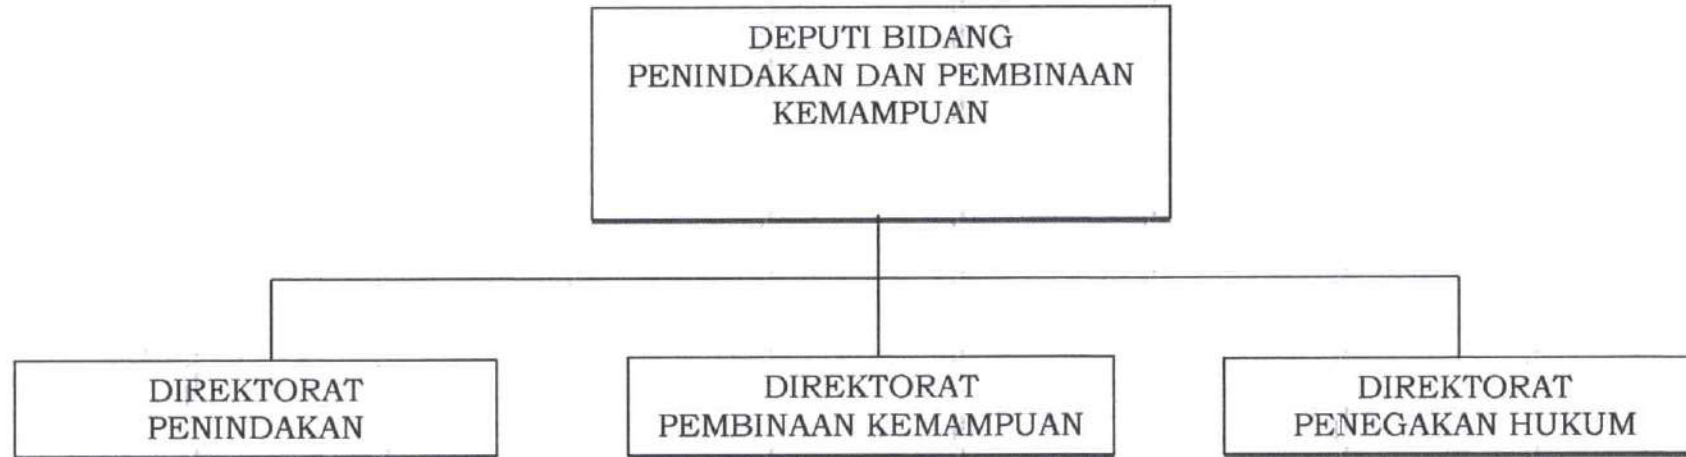 DEPUTI BIDANG
PENINDAKAN DAN PEMBINAAN
KEMAMPUAN
DIREKTORAT
PENINDAKAN
DIREKTORAT
PEMBINAAN KEMAMPUAN
DIREKTORAT
PENEGAKAN HUKUM